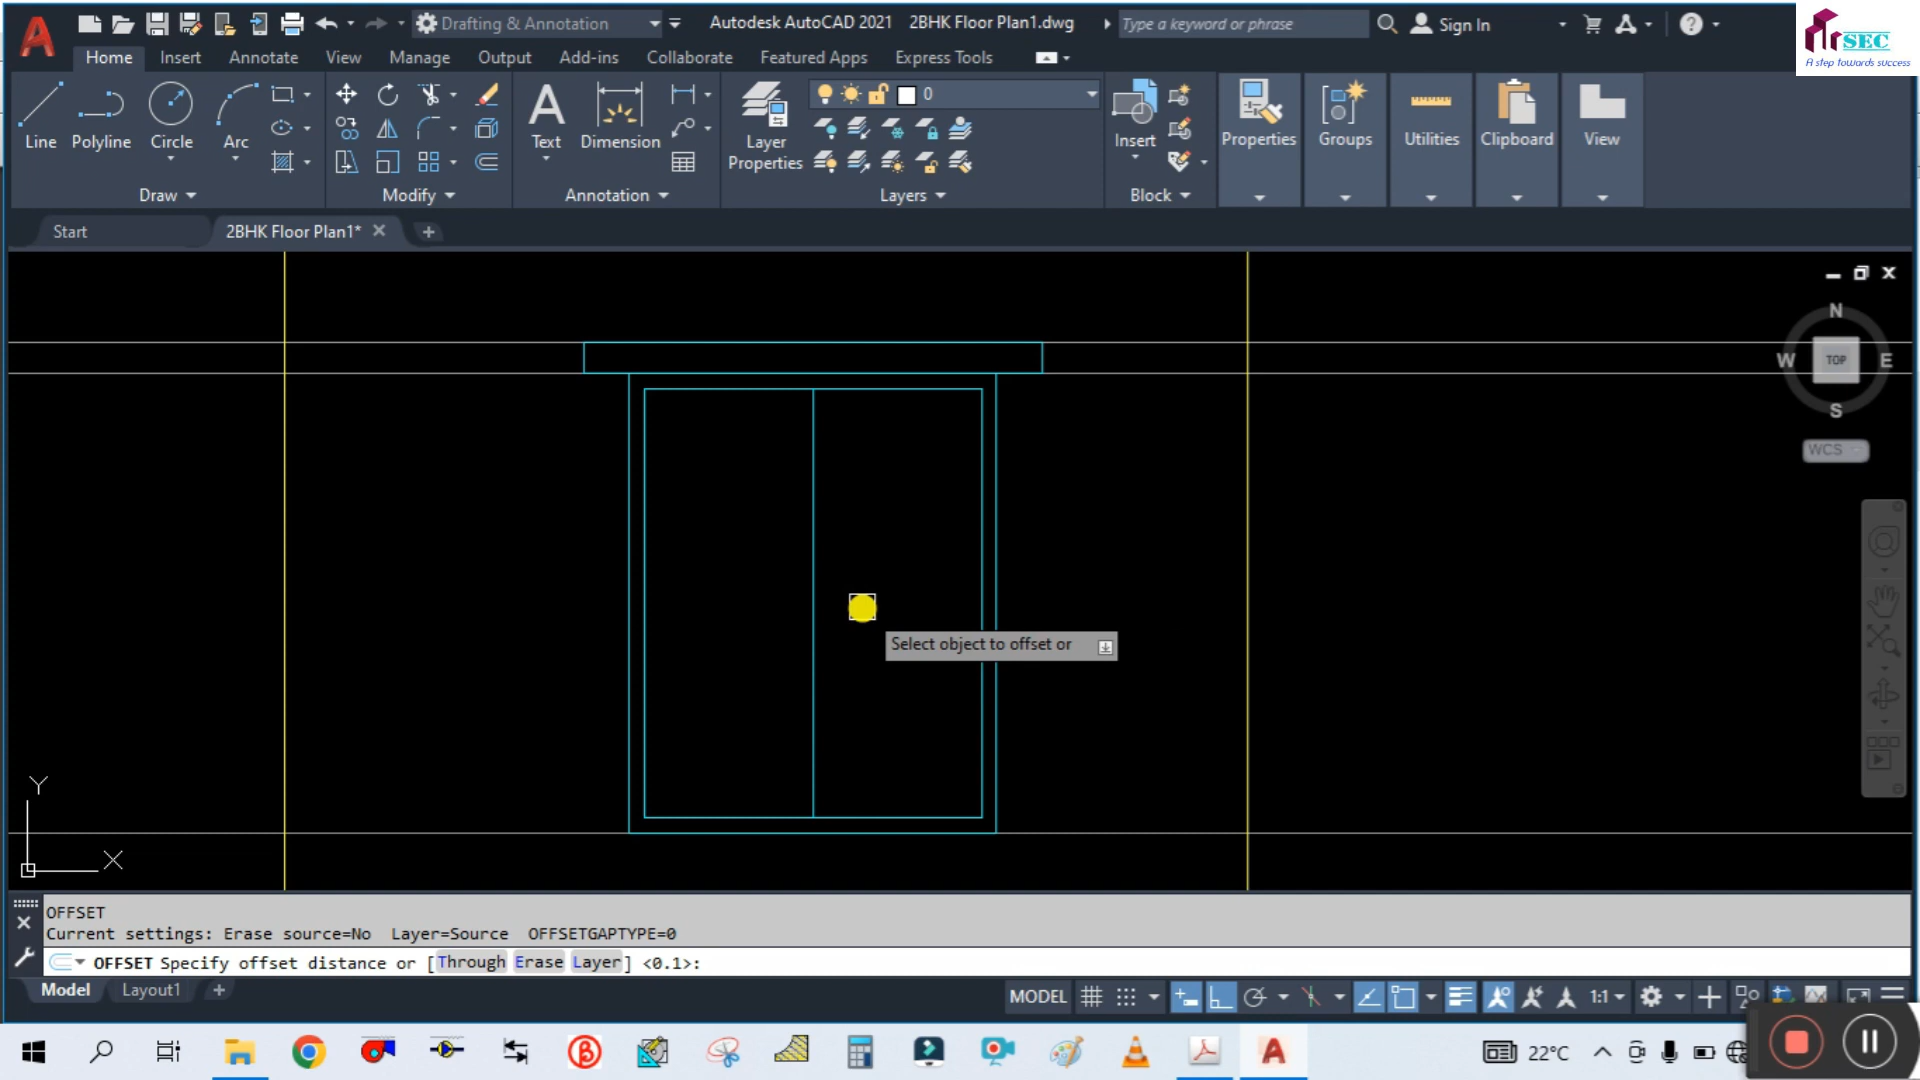 Drafting & Annotation
Autodesk AutoCAD 2021 2BHK Floor Plan1.dwg
Type a keyword or phrase
Sign In
SEC
A step towards success
Home Insert Annotate View Manage Output Add-ins Collaborate Featured Apps Express Tools
0
Line Polyline Circle Arc
Text Dimension
Layer Properties
Insert
Properties Groups Utilities Clipboard View
Draw Modify Annotation Layers Block
Start 2BHK Floor Plan1*
N
W TOP E
S
WCS
Select object to offset or
Y
X
OFFSET
Current settings: Erase source=No Layer=Source OFFSETGAPTYPE=0
OFFSET Specify offset distance or [Through Erase Layer] <0.1>:
Model Layout1
MODEL 1:1
22°C